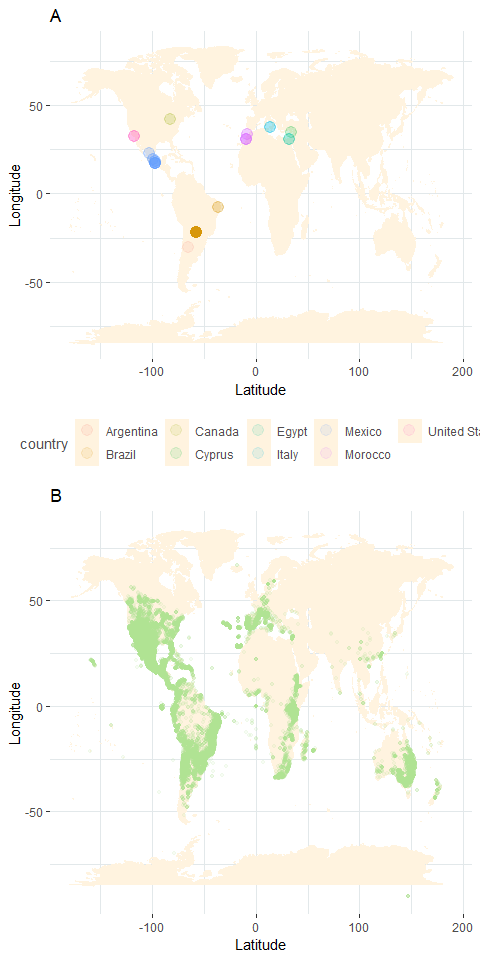 A
50
0
-50
Longitude
-100 0 100 200
Latitude
country
Argentina Canada Egypt Mexico United Sta
Brazil Cyprus Italy Morocco
B
50
0
-50
Longitude
-100 0 100 200
Latitude